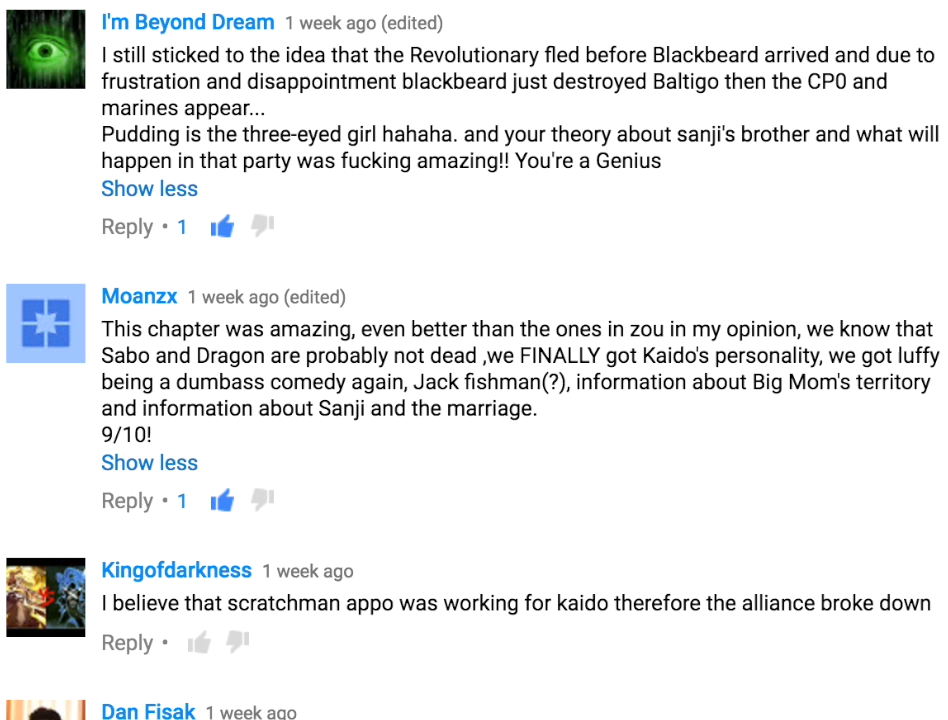 I'm Beyond Dream 1 week ago (edited)
I still sticked to the idea that the Revolutionary fled before Blackbeard arrived and due to
frustration and disappointment blackbeard just destroyed Baltigo then the CP0 and
marines appear...
Pudding is the three-eyed girl hahaha. and your theory about sanji's brother and what will
happen in that party was fucking amazing!! You're a Genius
Show less
Reply • 1
Moanzx 1 week ago (edited)
This chapter was amazing, even better than the ones in zou in my opinion, we know that
Sabo and Dragon are probably not dead ,we FINALLY got Kaido's personality, we got luffy
being a dumbass comedy again, Jack fishman(?), information about Big Mom's territory
and information about Sanji and the marriage.
9/10!
Show less
Reply • 1
Kingofdarkness 1 week ago
I believe that scratchman appo was working for kaido therefore the alliance broke down
Reply •
Dan Fisak 1 week ago